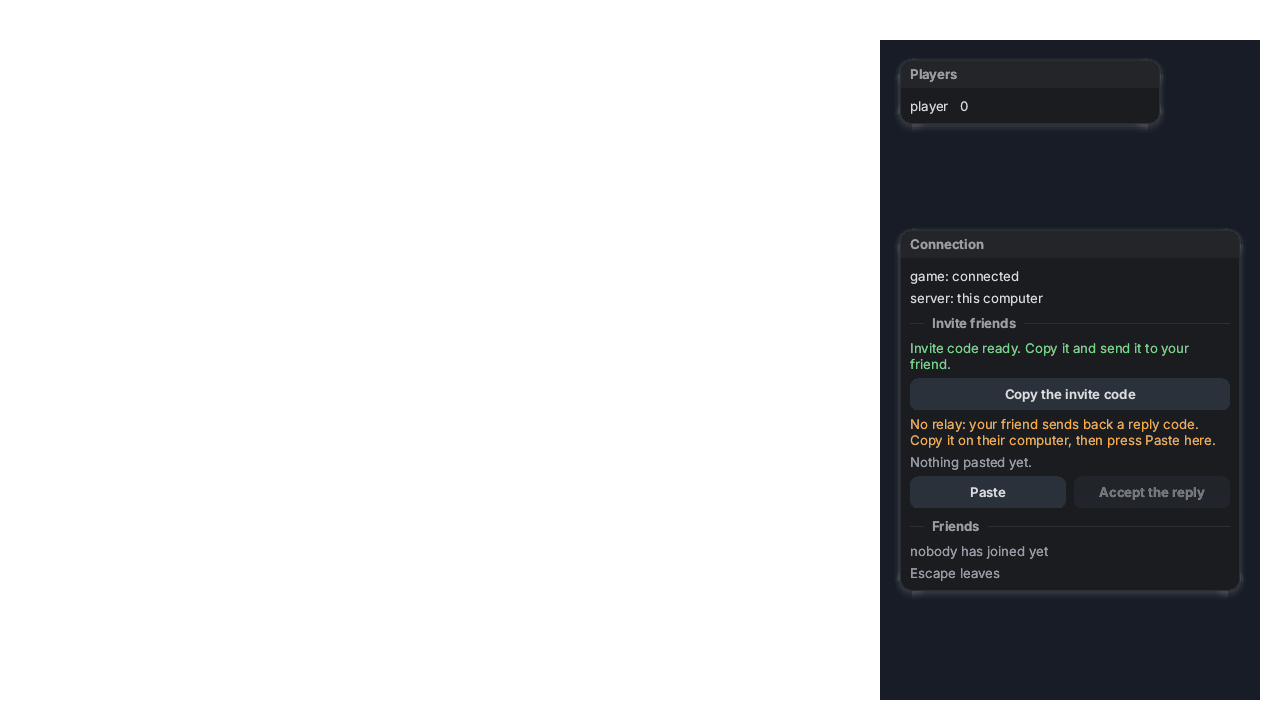 Players
player 0
Connection
game: connected
server: this computer
Invite friends
Invite code ready. Copy it and send it to your
friend.
Copy the invite code
No relay: your friend sends back a reply code.
Copy it on their computer, then press Paste here.
Nothing pasted yet.
Paste Accept the reply
Friends
nobody has joined yet
Escape leaves